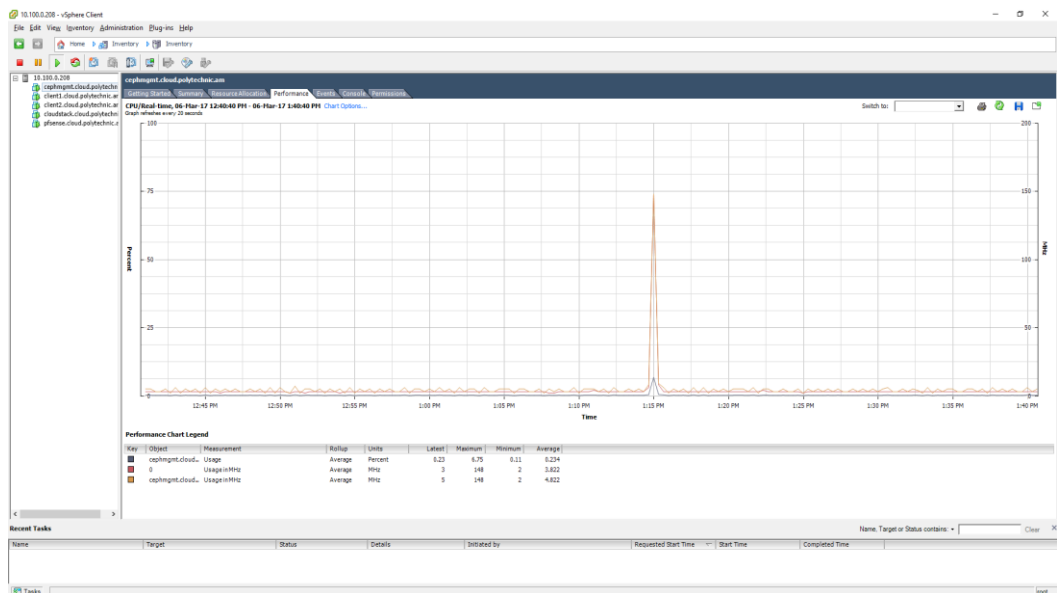 10.100.0.208 - vSphere Client
File Edit View Inventory Administration Plug-ins Help
Home Inventory Inventory
10.100.0.208
cephmgmt.cloud.polytechn
client1.cloud.polytechnic.ar
client2.cloud.polytechnic.ar
cloudstack.cloud.polytechni
pfsense.cloud.polytechnic.a
cephmgmt.cloud.polytechnic.am
Getting Started Summary Resource Allocation Performance Events Console Permissions
CPU/Real-time, 06-Mar-17 12:40:40 PM - 06-Mar-17 1:40:40 PM Chart Options...
Switch to:
Graph refreshes every 20 seconds
100 200
75 150
Percent
MHz
50 100
25 50
0 0
12:45 PM 12:50 PM 12:55 PM 1:00 PM 1:05 PM 1:10 PM 1:15 PM 1:20 PM 1:25 PM 1:30 PM 1:35 PM 1:40 PM
Time
Performance Chart Legend
Key Object Measurement Rollup Units Latest Maximum Minimum Average
cephmgmt.cloud... Usage Average Percent 0.23 6.75 0.11 0.234
0 Usage in MHz Average MHz 3 148 2 3.822
cephmgmt.cloud... Usage in MHz Average MHz 5 148 2 4.822
Recent Tasks
Name, Target or Status contains: Clear
Name Target Status Details Initiated by Requested Start Time Start Time Completed Time
Tasks
root